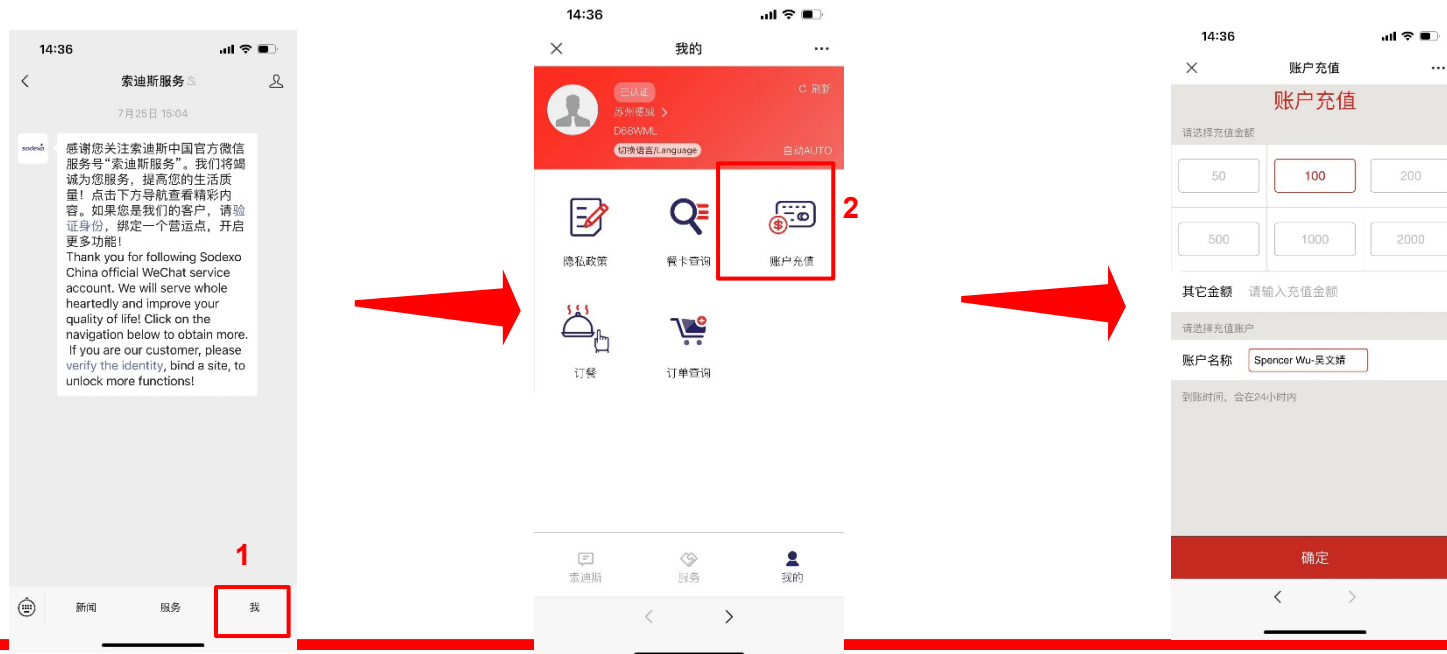 14:36
索迪斯服务
7月25日 15:04
sodexo
感谢您关注索迪斯中国官方微信
服务号“索迪斯服务”。我们将竭
诚为您服务，提高您的生活质
量！点击下方导航查看精彩内
容。如果您是我们的客户，请验
证身份，绑定一个营运点，开启
更多功能！
Thank you for following Sodexo
China official WeChat service
account. We will serve whole
heartedly and improve your
quality of life! Click on the
navigation below to obtain more.
If you are our customer, please
verify the identity, bind a site, to
unlock more functions!
1
新闻
服务
我
14:36
我的
已认证
刷新
苏州德威
D68WML
切换语言/Language
自动AUTO
2
隐私政策
餐卡查询
账户充值
订餐
订单查询
索迪斯
服务
我的
14:36
账户充值
账户充值
请选择充值金额
50
100
200
500
1000
2000
其它金额 请输入充值金额
请选择充值账户
账户名称 Spencer Wu-吴文婧
到账时间，会在24小时内
确定